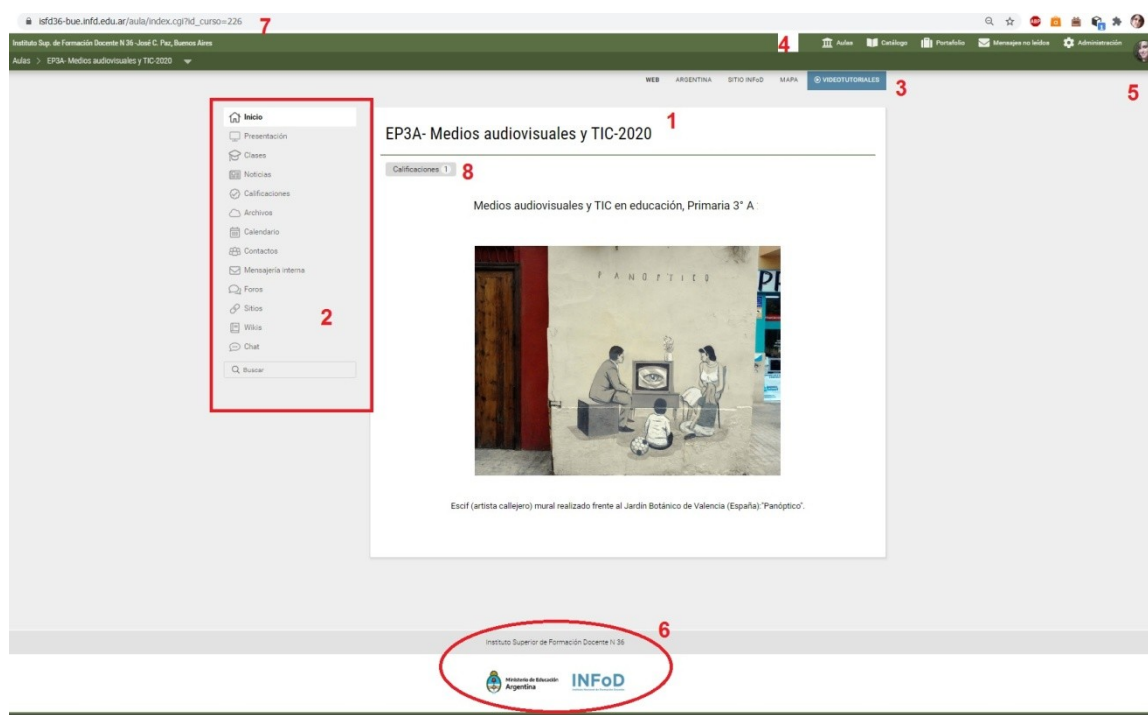 isfd36-bue.infd.edu.ar/aula/index.cgi?id_curso=226
7
Instituto Sup. de Formación Docente N 36 -José C. Paz, Buenos Aires
4
Aulas
Catálogo
Portafolio
Mensajes no leídos
Administración
Aulas > EP3A- Medios audiovisuales y TIC-2020
WEB
ARGENTINA
SITIO INFoD
MAPA
VIDEOTUTORIALES
3
5
Inicio
Presentación
Clases
Noticias
Calificaciones
Archivos
Calendario
Contactos
Mensajería interna
Foros
Sitios
Wikis
Chat
Buscar
2
EP3A- Medios audiovisuales y TIC-2020
1
Calificaciones 1
8
Medios audiovisuales y TIC en educación, Primaria 3° A
PANÓPTICO
Escif (artista callejero) mural realizado frente al Jardín Botánico de Valencia (España):"Panóptico".
6
Instituto Superior de Formación Docente N 36
Ministerio de Educación
Argentina
INFoD